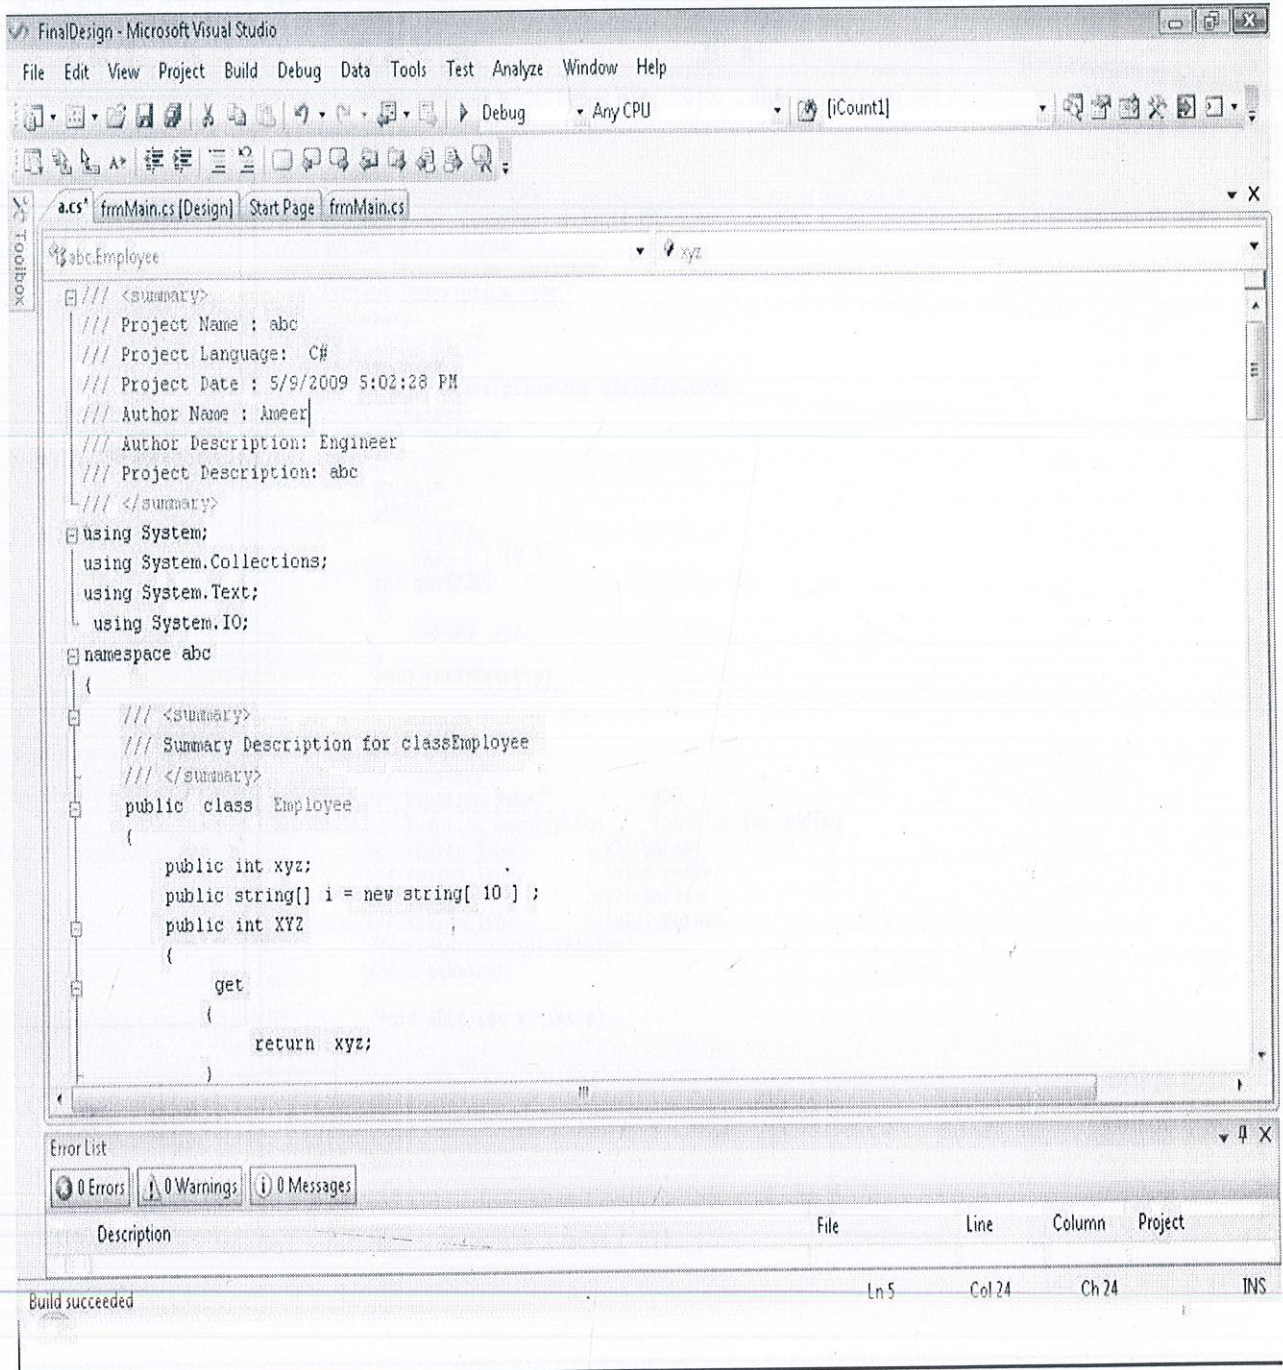 FinalDesign - Microsoft Visual Studio
File Edit View Project Build Debug Data Tools Test Analyze Window Help
Debug Any CPU [iCount1]
a.cs* frmMain.cs [Design] Start Page frmMain.cs
Toolbox
abc.Employee xyz
/// <summary>
/// Project Name : abc
/// Project Language: C#
/// Project Date : 5/9/2009 5:02:28 PM
/// Author Name : Ameer
/// Author Description: Engineer
/// Project Description: abc
/// </summary>
using System;
using System.Collections;
using System.Text;
using System.IO;
namespace abc
{
/// <summary>
/// Summary Description for classEmployee
/// </summary>
public class Employee
{
public int xyz;
public string[] i = new string[ 10 ] ;
public int XYZ
{
get
{
return xyz;
}
Error List
0 Errors 0 Warnings 0 Messages
Description File Line Column Project
Build succeeded Ln 5 Col 24 Ch 24 INS